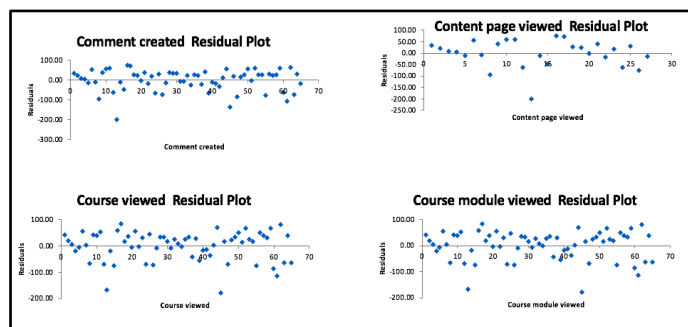 Comment created Residual Plot
100.00
0.00
-100.00
-200.00
-300.00
0 10 20 30 40 50 60 70
Residuals
Comment created
Content page viewed Residual Plot
100.00
50.00
0.00
-50.00
-100.00
-150.00
-200.00
-250.00
0 5 10 15 20 25 30
Residuals
Content page viewed
Course viewed Residual Plot
100.00
0.00
-100.00
-200.00
0 10 20 30 40 50 60 70
Residuals
Course viewed
Course module viewed Residual Plot
100.00
0.00
-100.00
-200.00
0 10 20 30 40 50 60 70
Residuals
Course module viewed